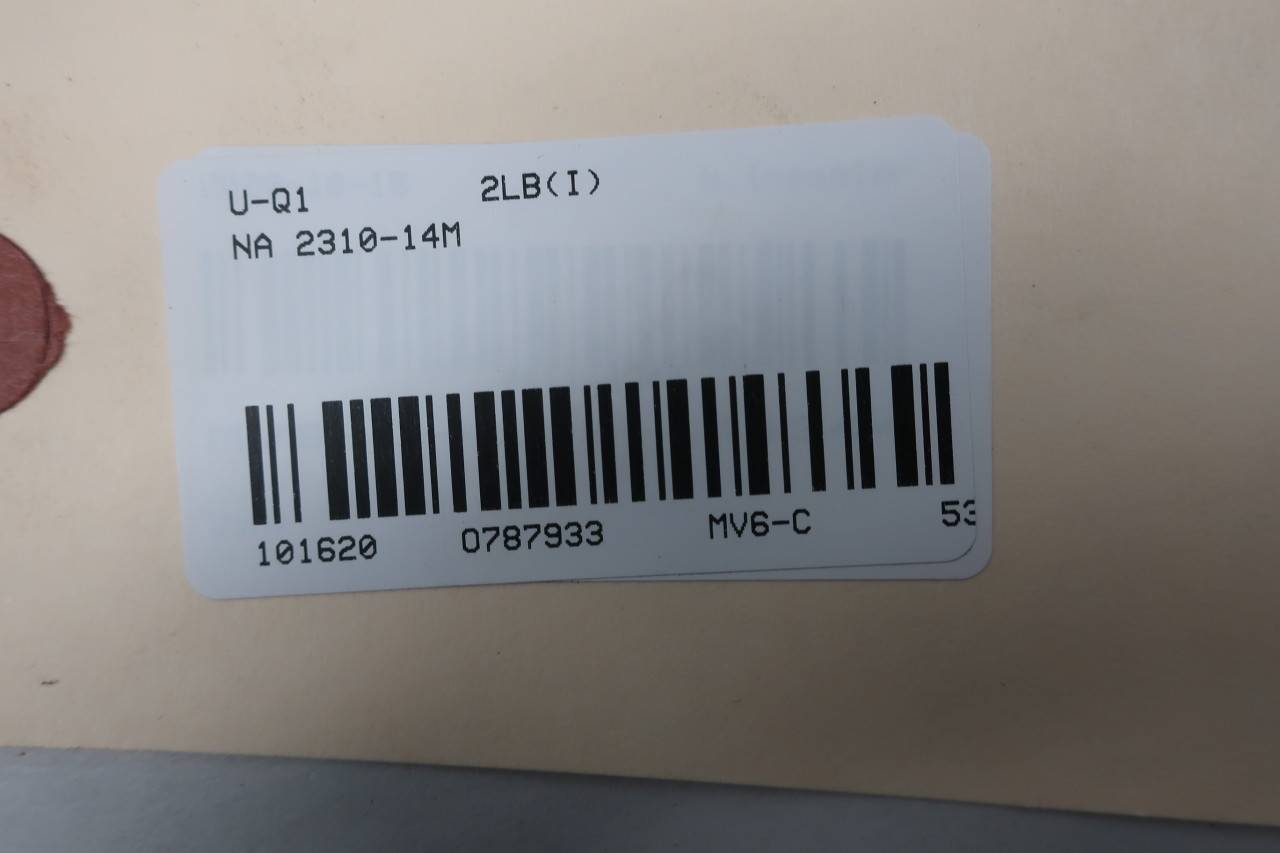 U-Q1 2LB(I)
NA 2310-14M
101620 0787933 MV6-C 53